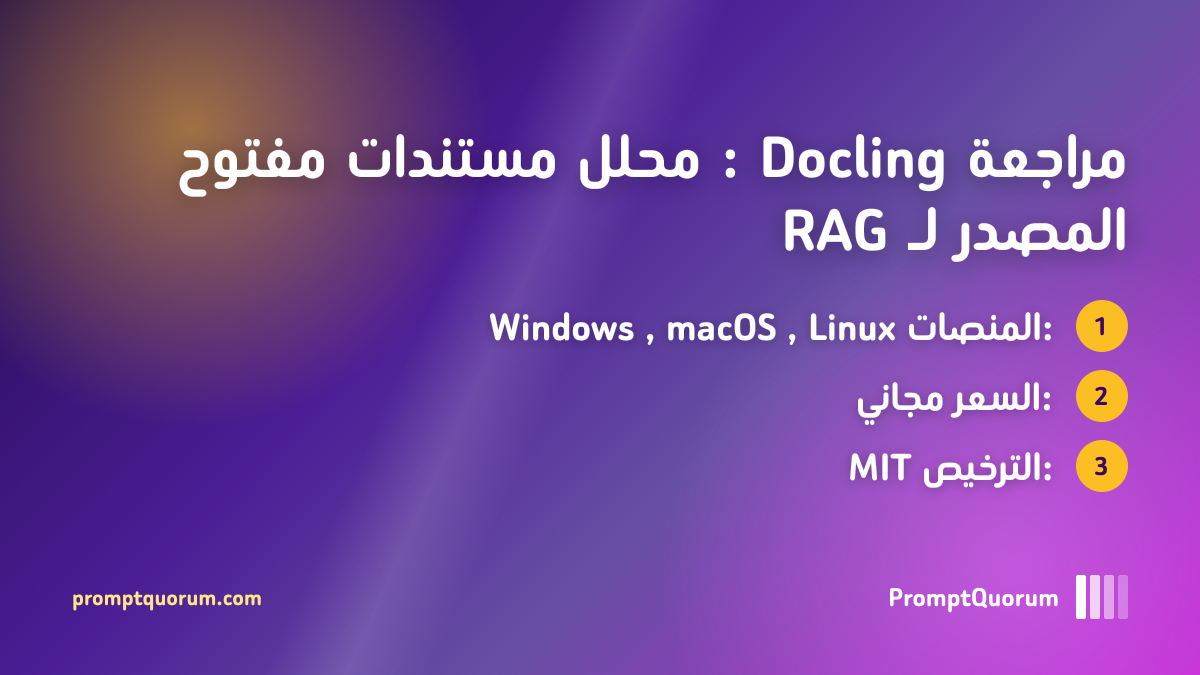 مراجعة Docling : محلل مستندات مفتوح
المصدر لـ RAG
1 المنصات: Windows , macOS , Linux
2 السعر: مجاني
3 الترخيص: MIT
PromptQuorum
promptquorum.com